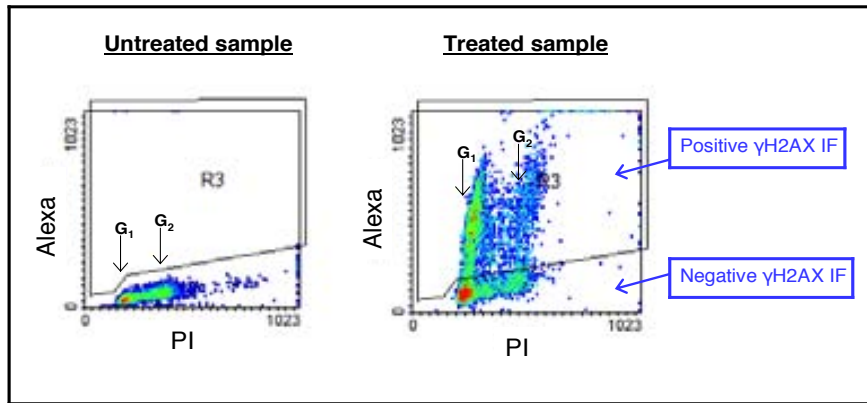 Untreated sample
Treated sample
1023
Alexa
0
G1
G2
R3
0
1023
PI
1023
Alexa
0
G1
G2
R3
0
1023
PI
Positive γH2AX IF
Negative γH2AX IF